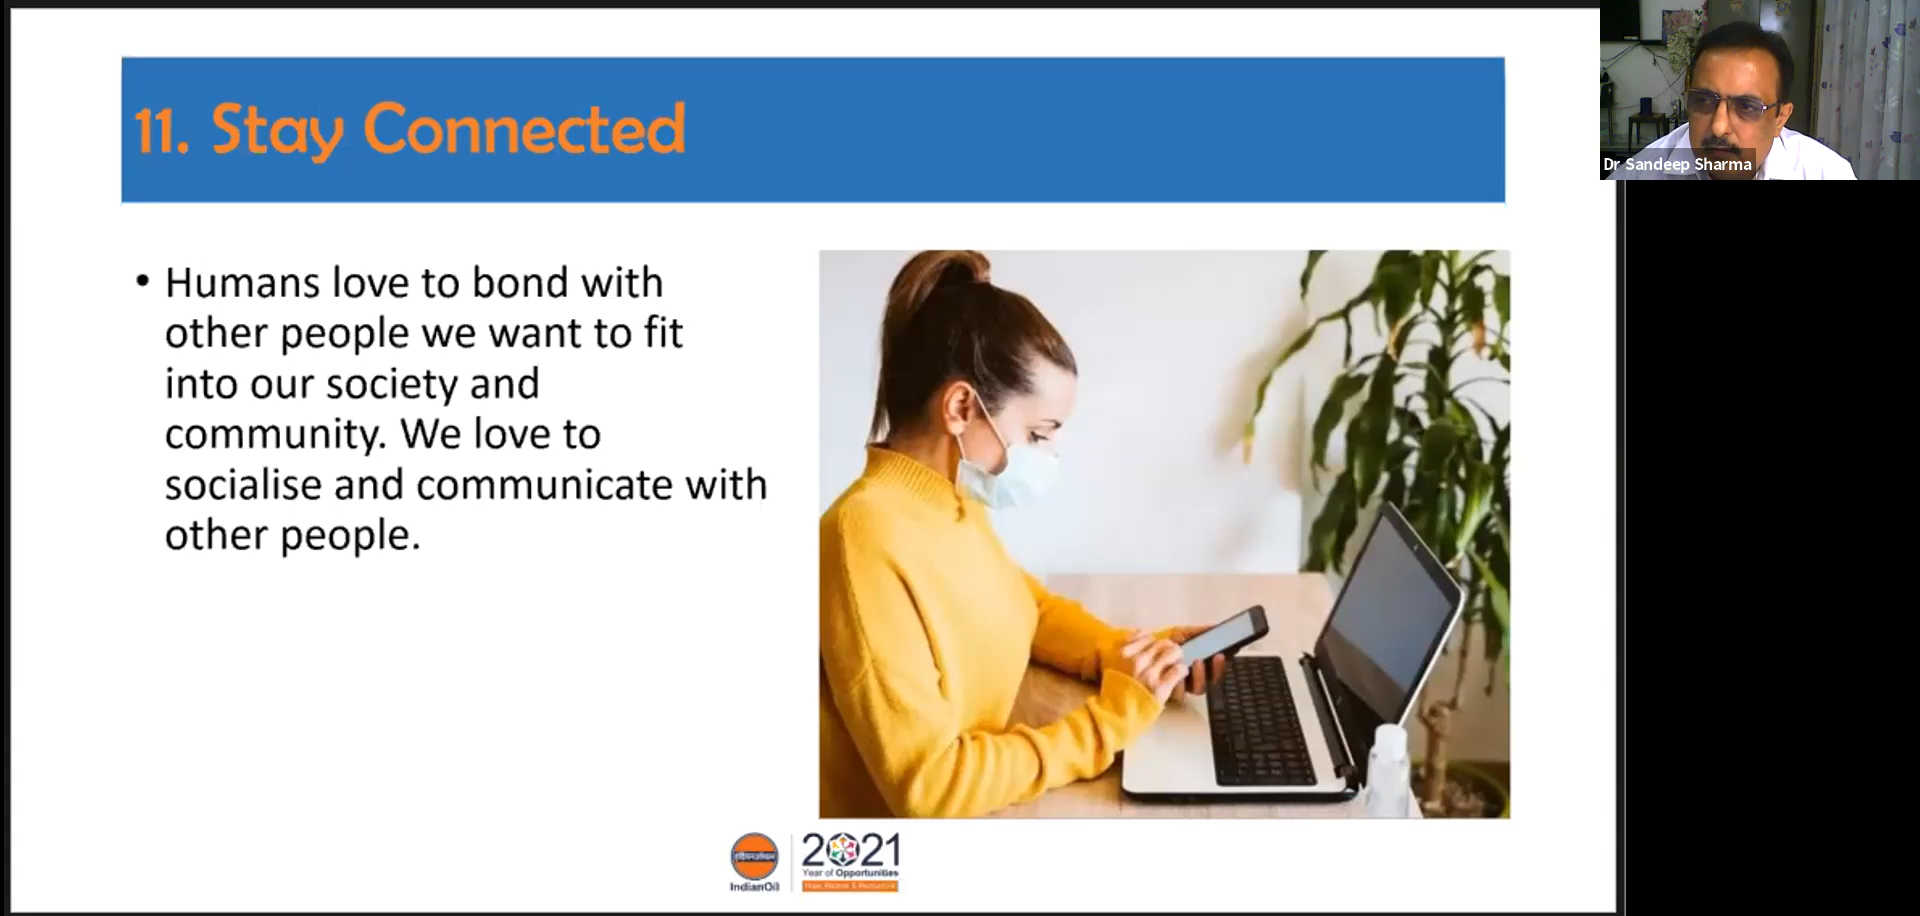 11. Stay Connected
Dr Sandeep Sharma
• Humans love to bond with
other people we want to fit
into our society and
community. We love to
socialise and communicate with
other people.
इंडियनऑयल
IndianOil
2021
Year of Opportunities